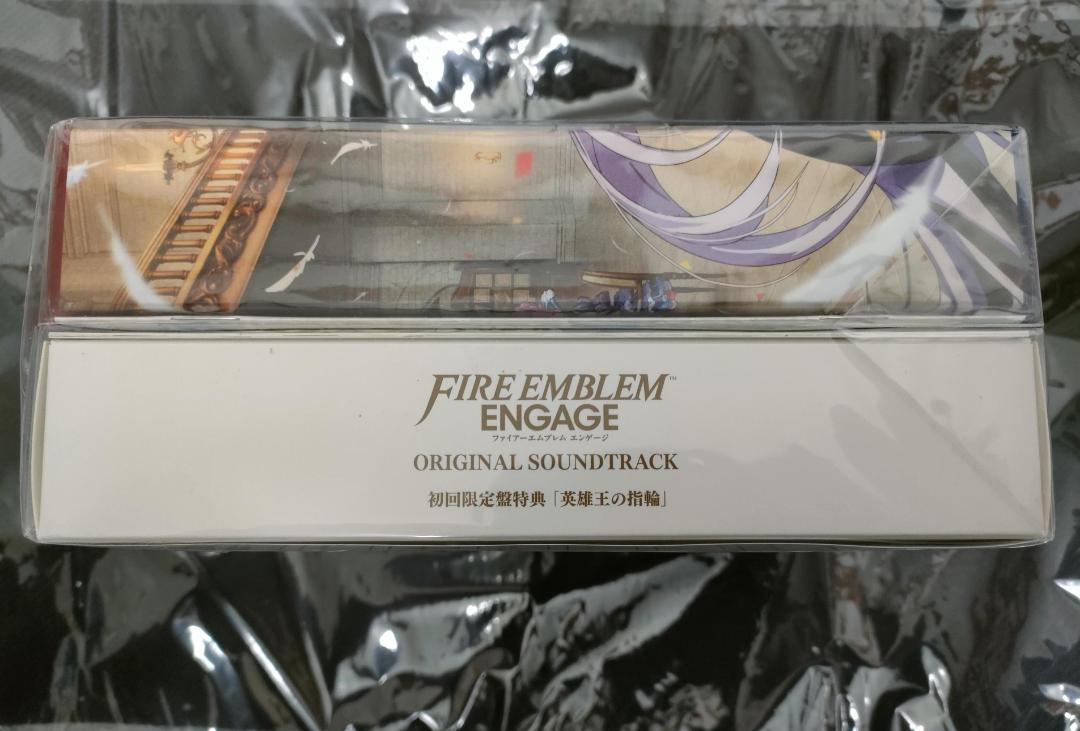 FIRE EMBLEM™
ENGAGE
ファイアーエムブレム エンゲージ
ORIGINAL SOUNDTRACK
初回限定盤特典「英雄王の指輪」